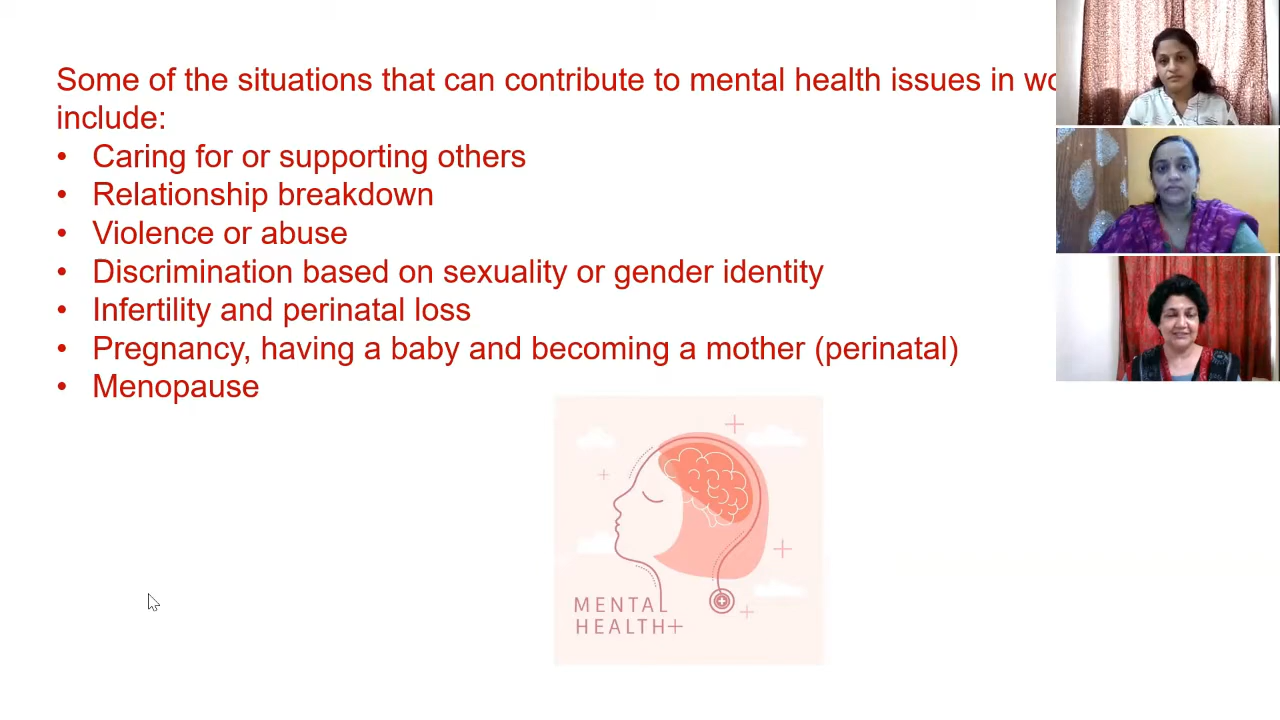 Some of the situations that can contribute to mental health issues in wo
include:
• Caring for or supporting others
• Relationship breakdown
• Violence or abuse
• Discrimination based on sexuality or gender identity
• Infertility and perinatal loss
• Pregnancy, having a baby and becoming a mother (perinatal)
• Menopause
MENTAL
HEALTH+